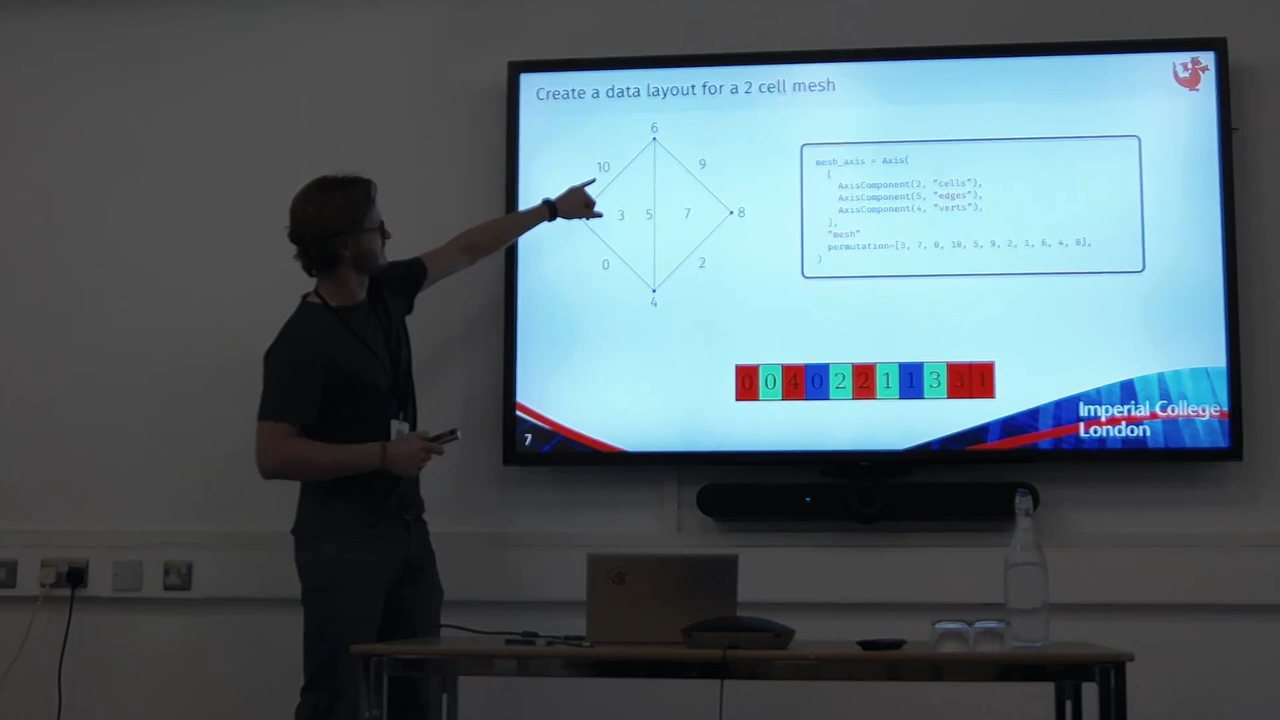 Create a data layout for a 2 cell mesh
6
10
9
3
5
7
8
0
2
4
mesh_axis = Axis(
[
AxisComponent(2, "cells"),
AxisComponent(5, "edges"),
AxisComponent(4, "verts"),
],
"mesh"
permutation=[3, 7, 0, 10, 5, 9, 2, 1, 6, 4, 8],
)
0 0 4 0 2 2 1 1 3 3 1
7
Imperial College
London